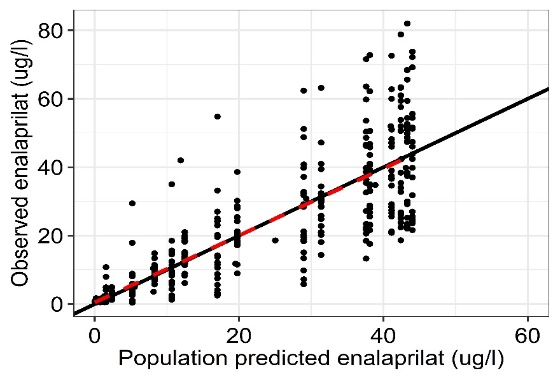 Observed enalaprilat (ug/l)
80
60
40
20
0
0 20 40 60
Population predicted enalaprilat (ug/l)